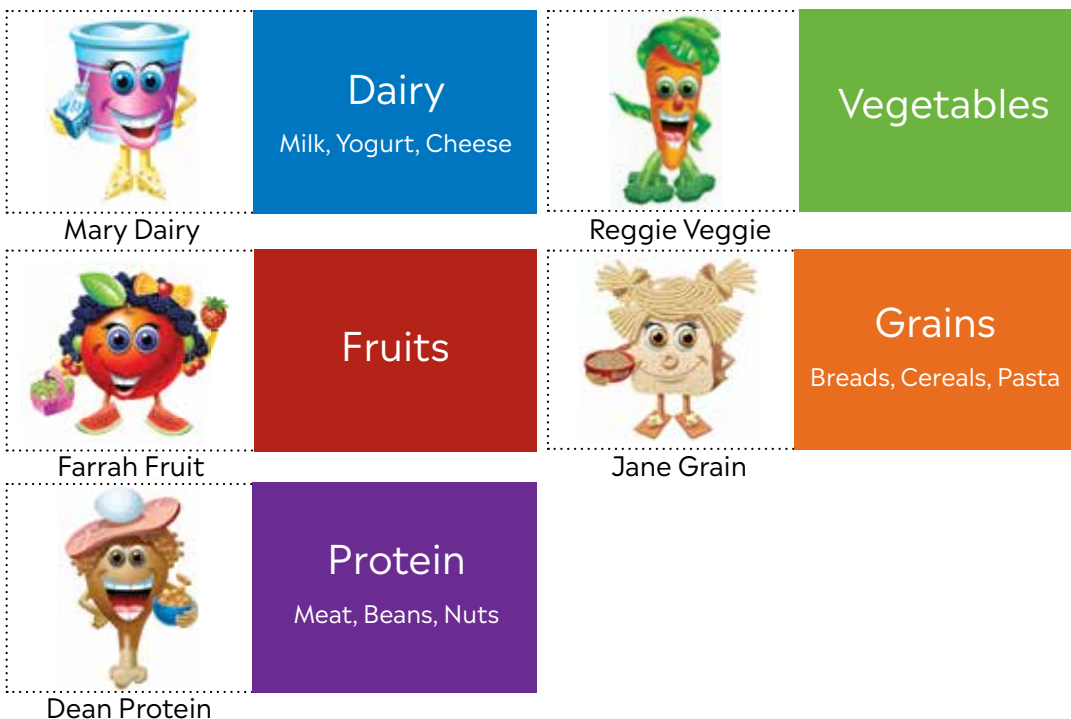 Dairy
Milk, Yogurt, Cheese
Mary Dairy
Vegetables
Reggie Veggie
Fruits
Farrah Fruit
Grains
Breads, Cereals, Pasta
Jane Grain
Protein
Meat, Beans, Nuts
Dean Protein